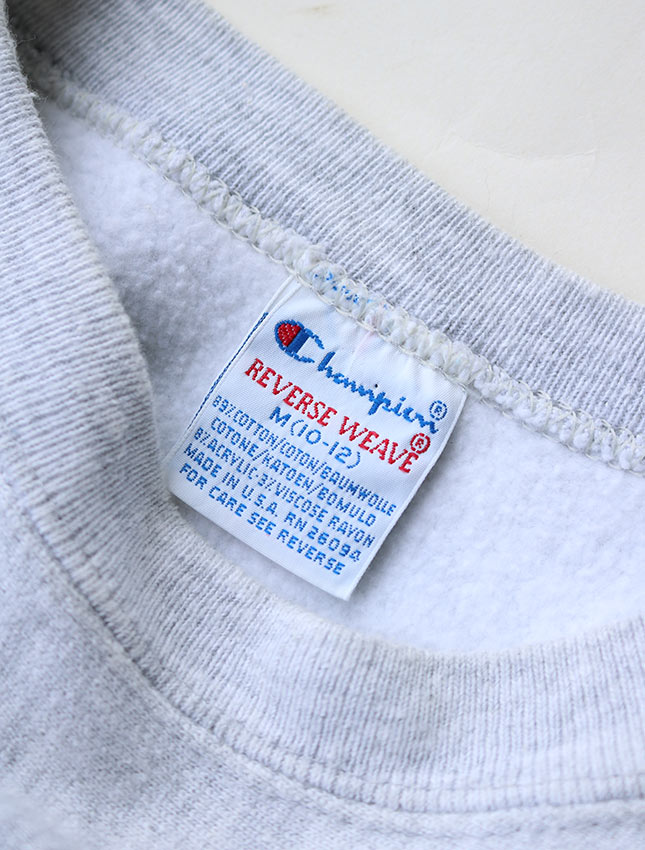 Champion®
REVERSE WEAVE®
M(10-12)
89%COTTON/COTON/BAUMWOLLE
COTONE/KATOEN/BOMULD
8%ACRYLIC 3%VISCOSE RAYON
MADE IN U.S.A. RN 26094
FOR CARE SEE REVERSE